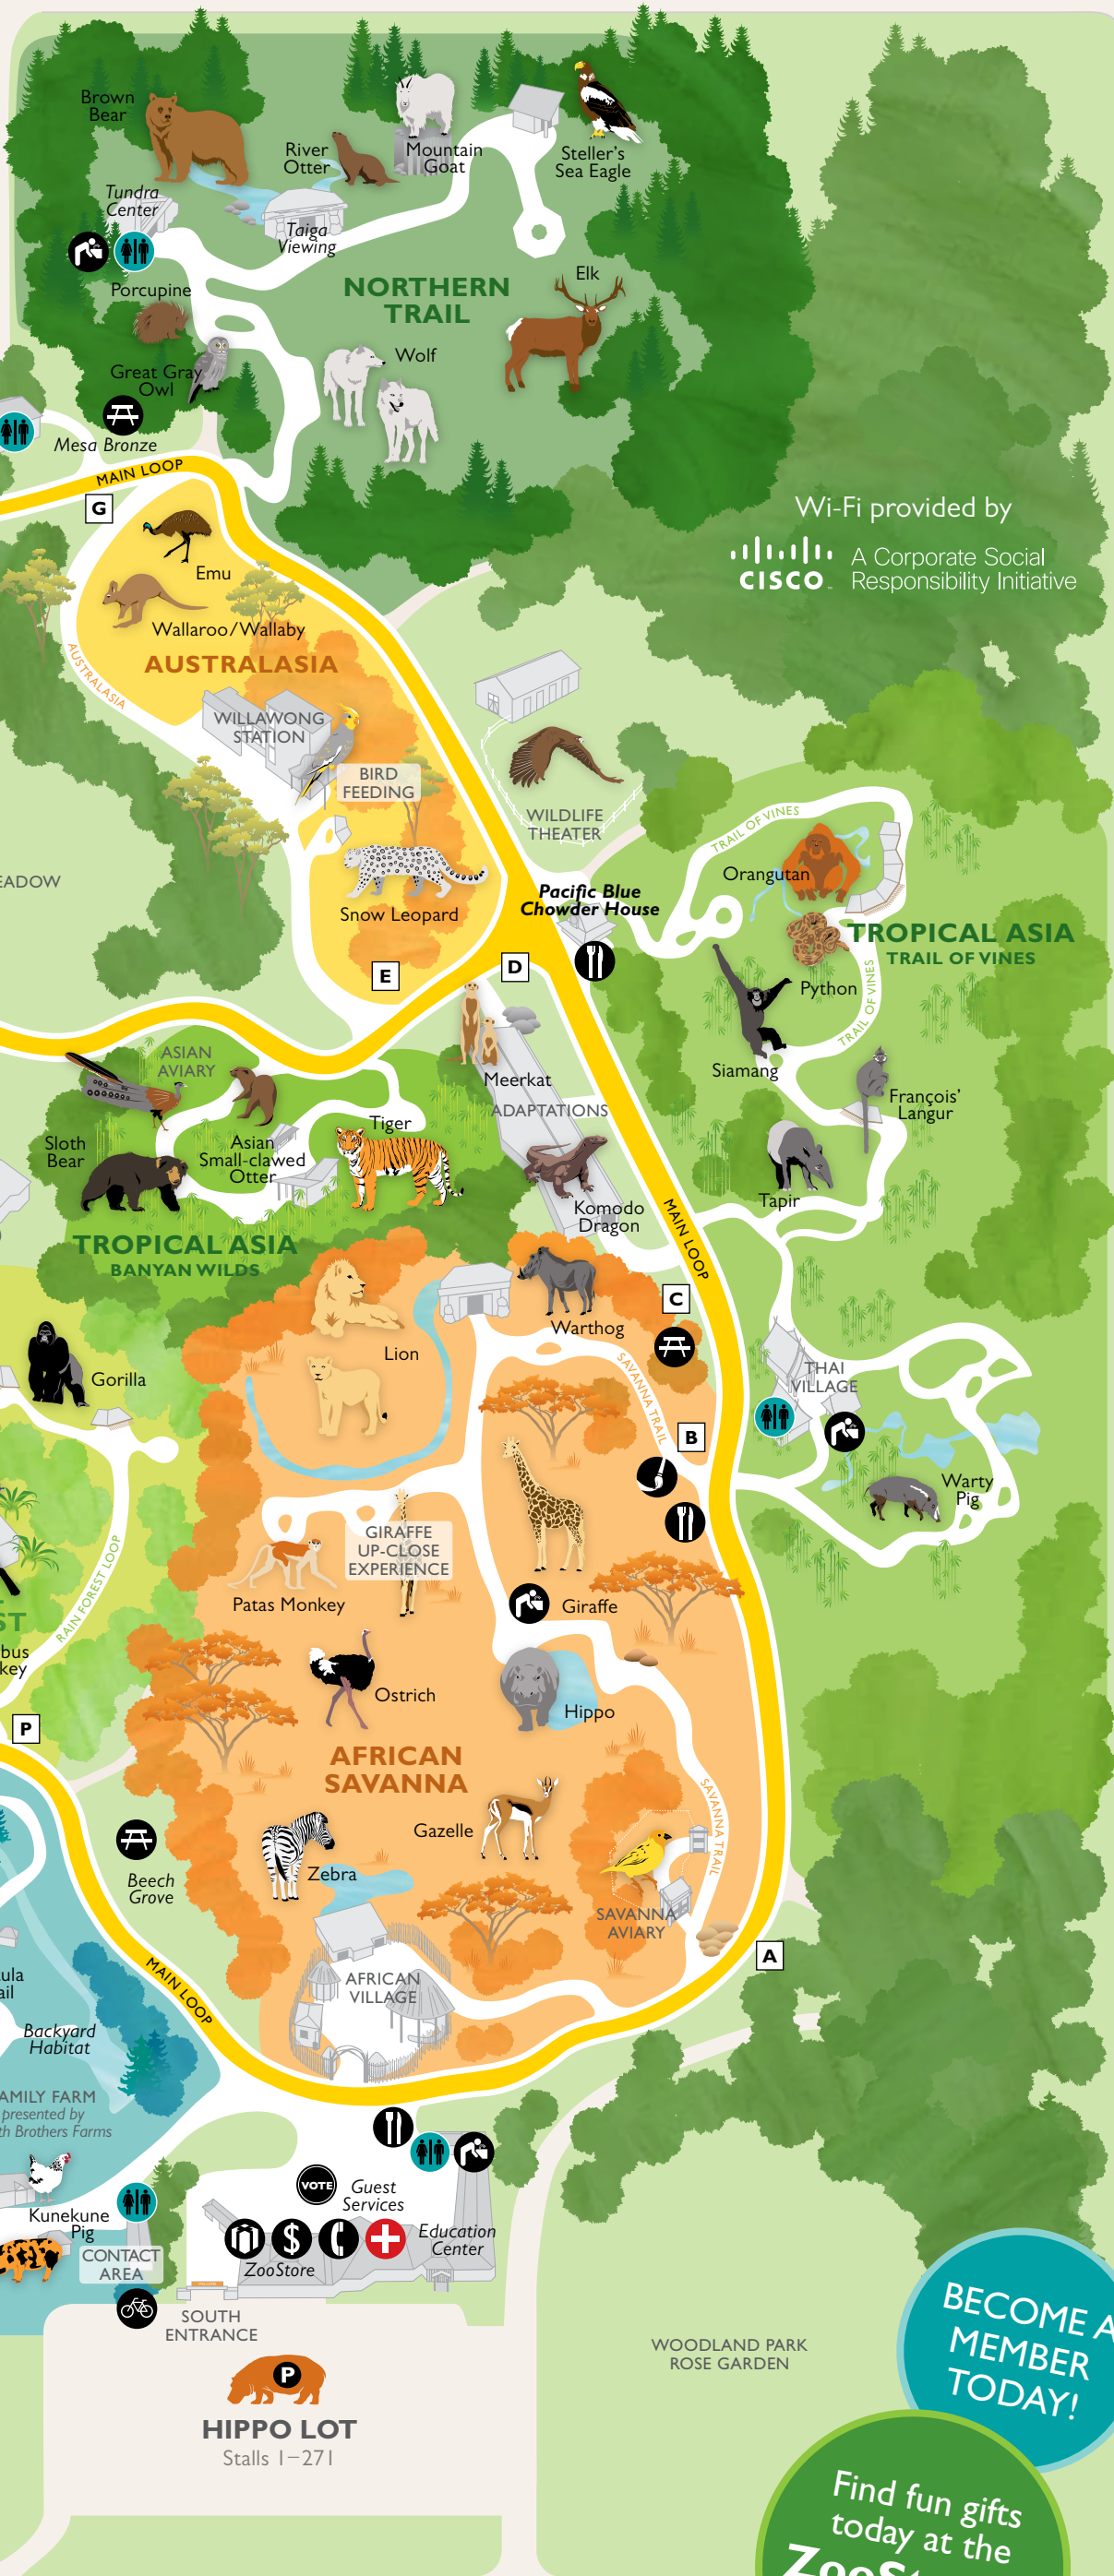 Brown
Bear
River
Otter
Mountain
Goat
Steller's
Sea Eagle
Tundra
Center
Taiga
Viewing
Porcupine
NORTHERN
TRAIL
Elk
Great Gray
Owl
Wolf
Mesa Bronze
MAIN LOOP
G
Emu
Wallaroo/Wallaby
AUSTRALASIA
AUSTRALASIA
Wi-Fi provided by
CISCO
A Corporate Social
Responsibility Initiative
WILLAWONG
STATION
BIRD
FEEDING
WILDLIFE
THEATER
EADOW
Snow Leopard
Pacific Blue
Chowder House
TRAIL OF VINES
Orangutan
TROPICAL ASIA
TRAIL OF VINES
E
D
Python
TRAIL OF VINES
Siamang
François'
Langur
Tapir
ASIAN
AVIARY
Meerkat
ADAPTATIONS
Sloth
Bear
Asian
Small-clawed
Otter
Tiger
Komodo
Dragon
MAIN LOOP
TROPICAL ASIA
BANYAN WILDS
C
Warthog
Lion
Gorilla
SAVANNA TRAIL
THAI
VILLAGE
B
Warty
Pig
GIRAFFE
UP-CLOSE
EXPERIENCE
Patas Monkey
Giraffe
RAIN FOREST LOOP
ST
bus
key
Ostrich
Hippo
P
AFRICAN
SAVANNA
SAVANNA TRAIL
Gazelle
Zebra
Beech
Grove
SAVANNA
AVIARY
A
AFRICAN
VILLAGE
MAIN LOOP
ula
ail
Backyard
Habitat
AMILY FARM
presented by
th Brothers Farms
VOTE
Guest
Services
Kunekune
Pig
$
Education
Center
ZooStore
CONTACT
AREA
SOUTH
ENTRANCE
P
HIPPO LOT
Stalls 1–271
WOODLAND PARK
ROSE GARDEN
BECOME A
MEMBER
TODAY!
Find fun gifts
today at the